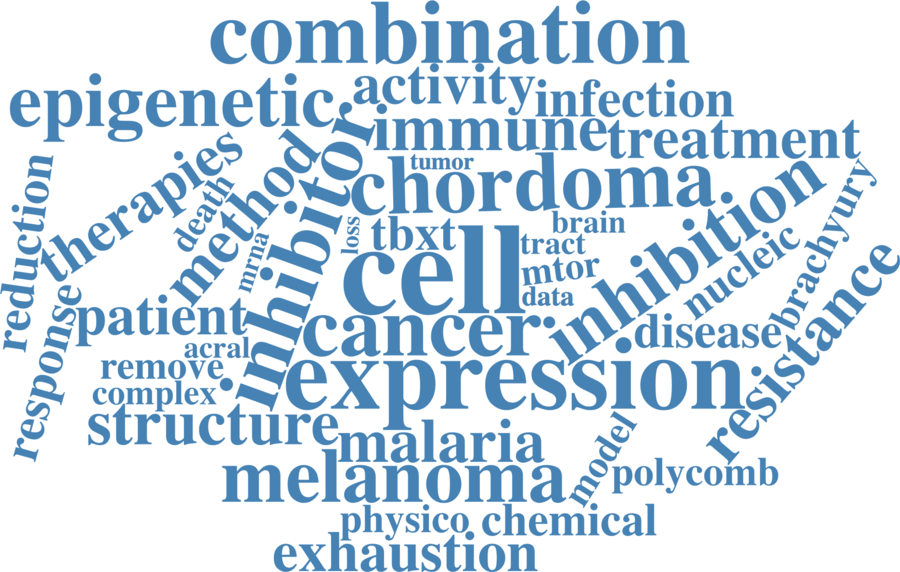 combination
epigenetic
activity
infection
immune
treatment
inhibitor
method
therapies
death
reduction
tumor
chordoma
inhibition
brachyury
loss
tbxt
brain
tract
nucleic
mrna
cell
mtor
data
resistance
response
patient
cancer
disease
acral
remove
expression
complex
structure
malaria
model
melanoma
polycomb
physico
chemical
exhaustion